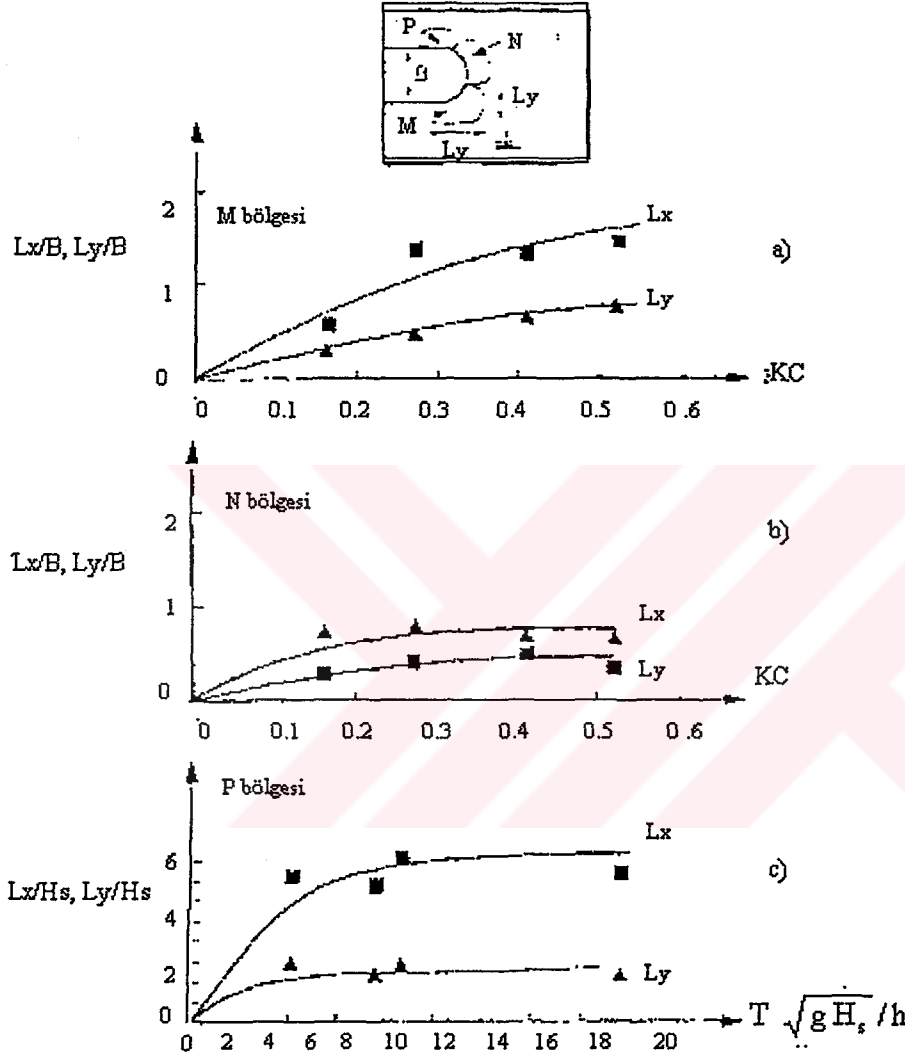 P
N
B
Ly
M
Ly
2
M bölgesi
Lx
Lx/B, Ly/B
a)
1
Ly
0
KC
0 0.1 0.2 0.3 0.4 0.5 0.6
N bölgesi
2
b)
Lx/B, Ly/B
1
Lx
Ly
0
KC
0 0.1 0.2 0.3 0.4 0.5 0.6
P bölgesi
Lx
6
c)
Lx/Hs, Ly/Hs
4
2
Ly
0
T √g Hₛ /h
0 2 4 6 8 10 12 14 16 18 20